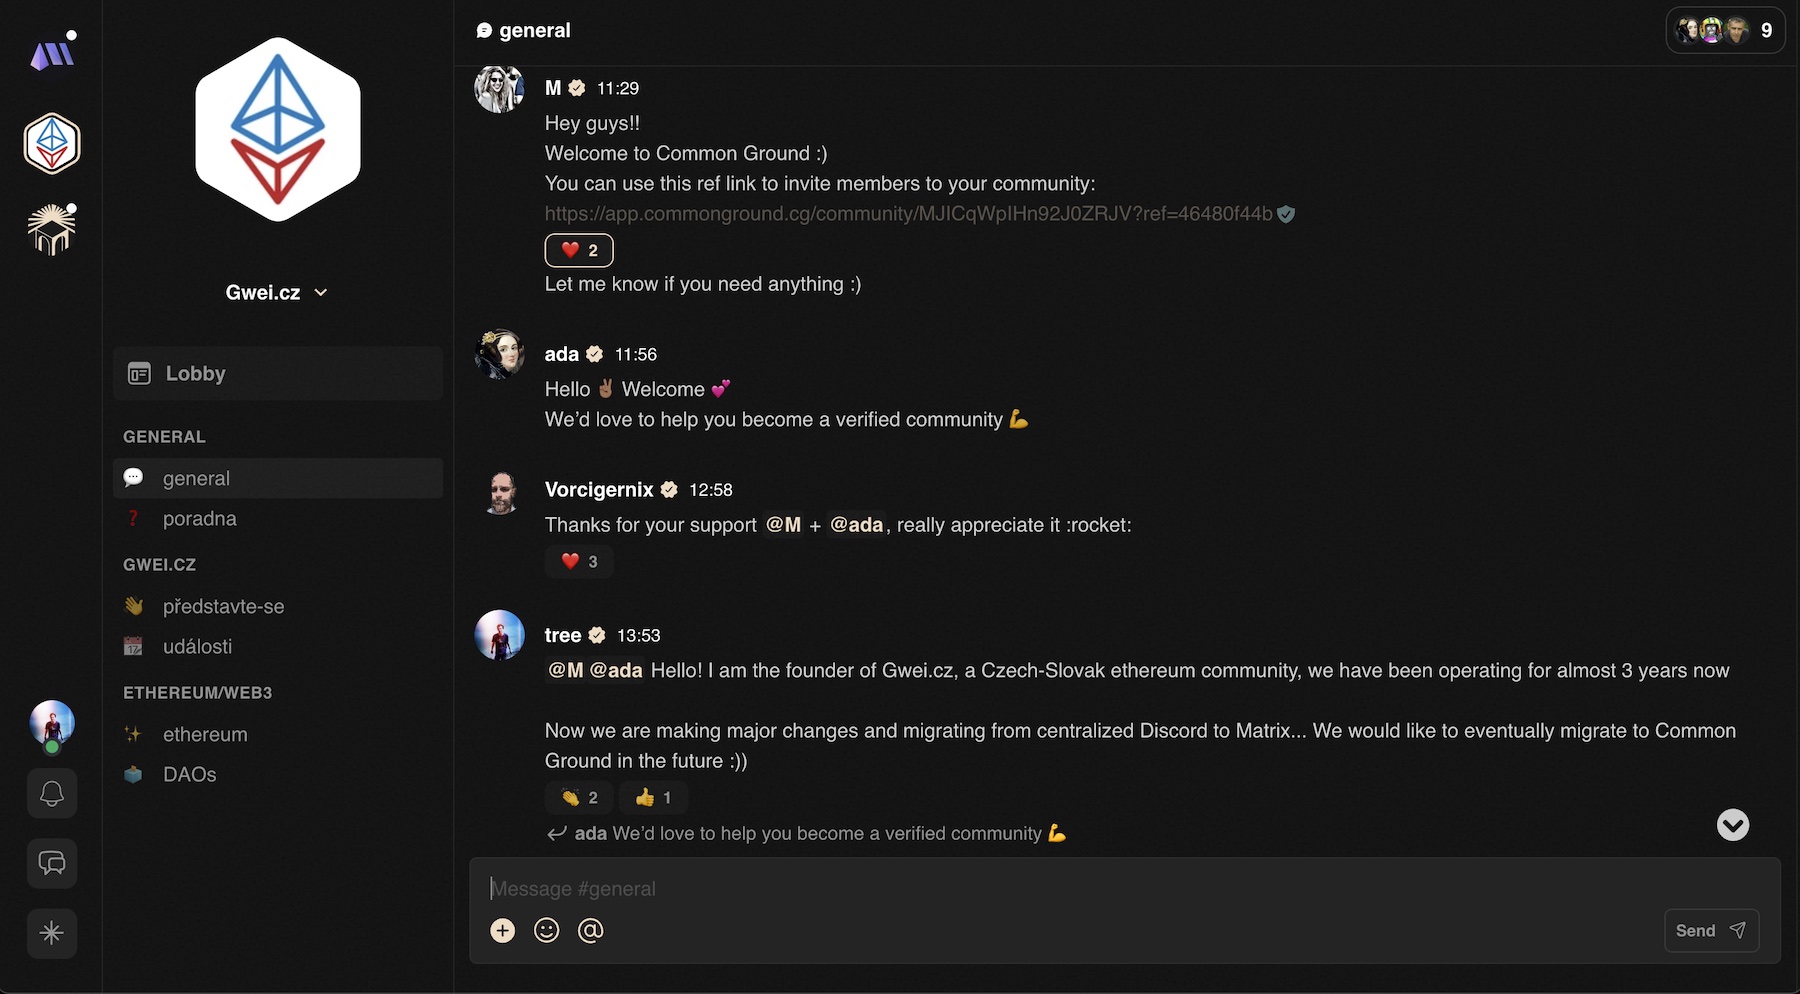 Gwei.cz
Lobby
GENERAL
💬 general
❓ poradna
GWEI.CZ
👋 představte-se
📅 události
17
ETHEREUM/WEB3
✨ ethereum
🗳️ DAOs
general
9
M 11:29
Hey guys!!
Welcome to Common Ground :)
You can use this ref link to invite members to your community:
https://app.commonground.cg/community/MJICqWpIHn92J0ZRJV?ref=46480f44b
❤️ 2
Let me know if you need anything :)
ada 11:56
Hello ✌🏾 Welcome 💕
We’d love to help you become a verified community 💪
Vorcigernix 12:58
Thanks for your support @M + @ada, really appreciate it :rocket:
❤️ 3
tree 13:53
@M @ada Hello! I am the founder of Gwei.cz, a Czech-Slovak ethereum community, we have been operating for almost 3 years now
Now we are making major changes and migrating from centralized Discord to Matrix... We would like to eventually migrate to Common
Ground in the future :))
👏 2 👍 1
ada We’d love to help you become a verified community 💪
Message #general
Send